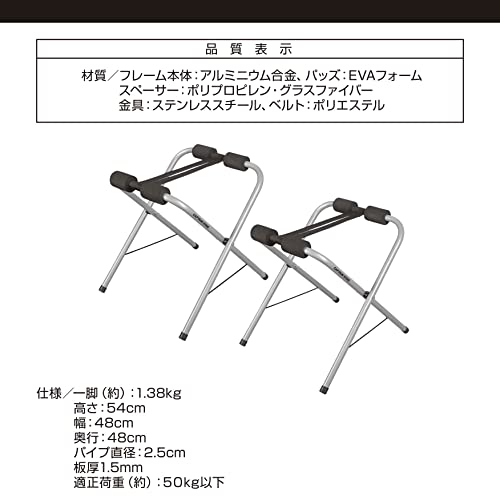 品質表示
材質／フレーム本体：アルミニウム合金、パッズ：EVAフォーム
スペーサー：ポリプロピレン・グラスファイバー
金具：ステンレススチール、ベルト：ポリエステル
仕様／一脚（約）：1.38kg
高さ：54cm
幅：48cm
奥行：48cm
パイプ直径：2.5cm
板厚1.5mm
適正荷重（約）：50kg以下